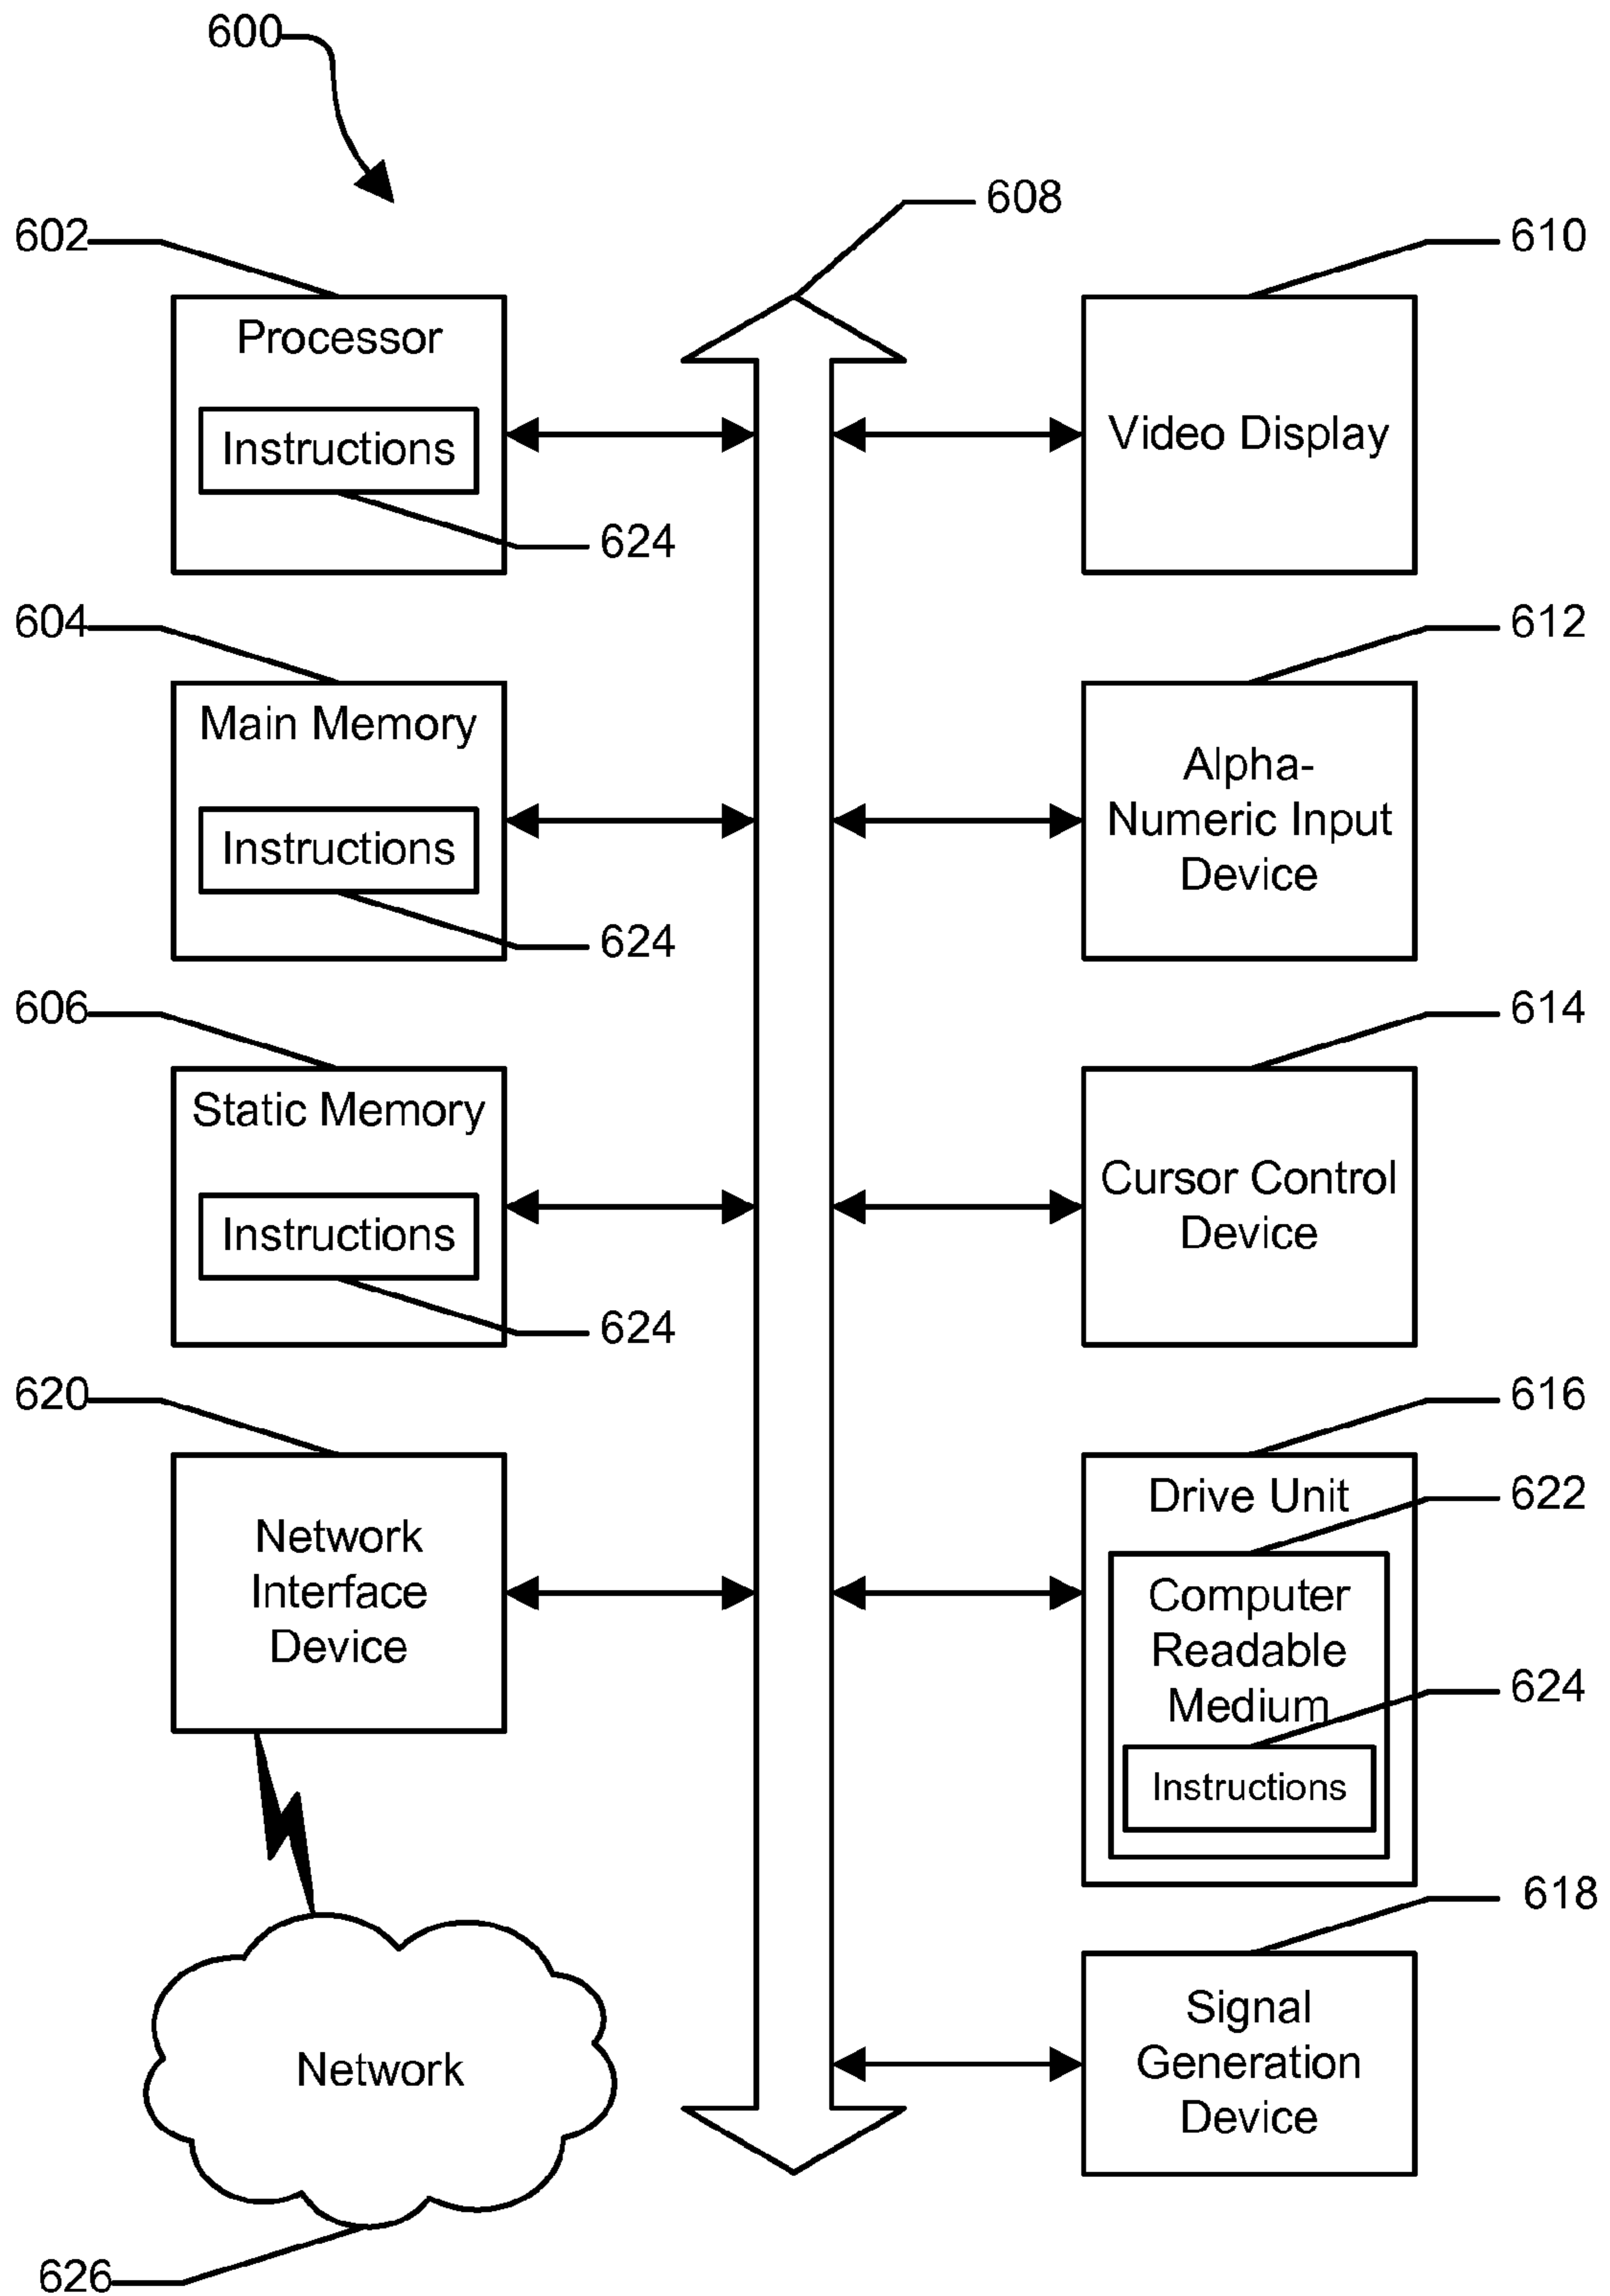 600
608
602
610
Processor
Instructions
624
Video Display
604
612
Main Memory
Instructions
624
Alpha-
Numeric Input
Device
606
614
Static Memory
Instructions
624
Cursor Control
Device
620
616
Network
Interface
Device
Drive Unit
622
Computer
Readable
Medium
624
Instructions
618
Signal
Generation
Device
Network
626